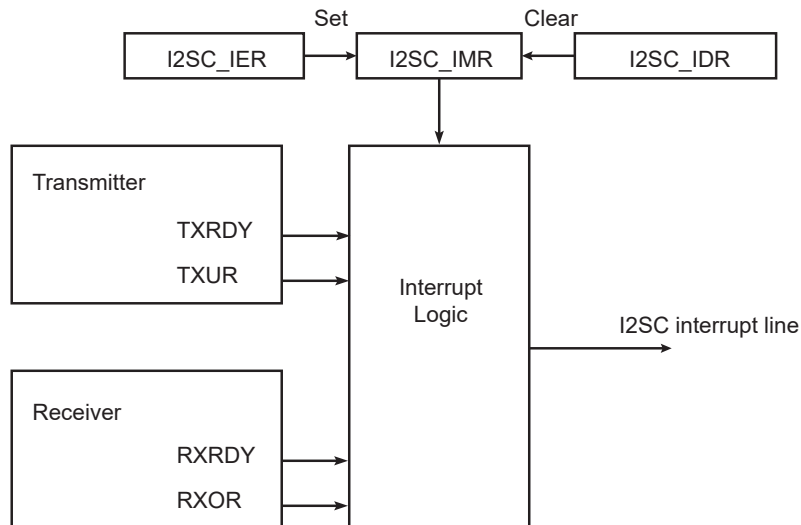 Set
Clear
I2SC_IER
I2SC_IMR
I2SC_IDR
Transmitter
TXRDY
TXUR
Interrupt
Logic
I2SC interrupt line
Receiver
RXRDY
RXOR